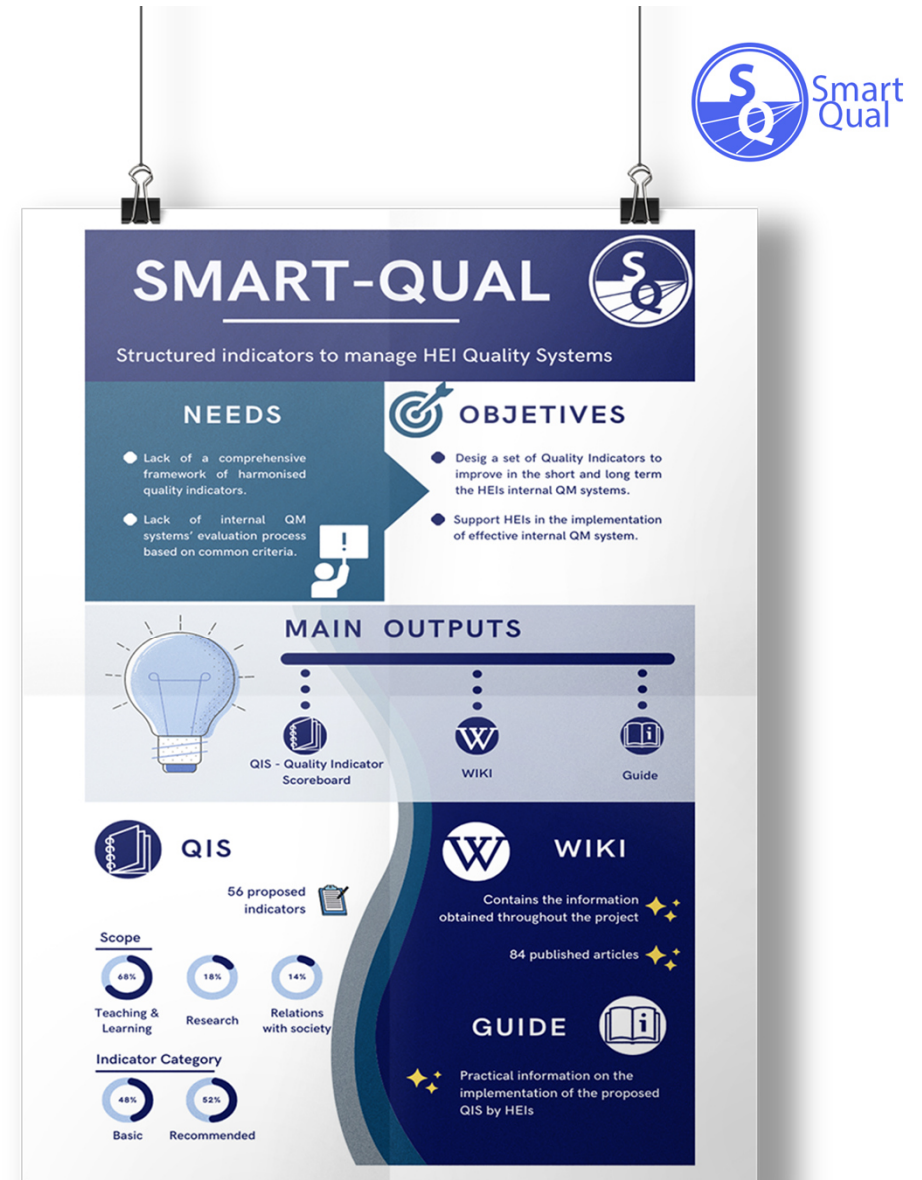 S
Q
Smart
Qual
SMART-QUAL
S
Q
Structured indicators to manage HEI Quality Systems
NEEDS
Lack of a comprehensive
framework of harmonised
quality indicators.
Lack of internal QM
systems' evaluation process
based on common criteria.
!
OBJETIVES
Desig a set of Quality Indicators to
improve in the short and long term
the HEIs internal QM systems.
Support HEIs in the implementation
of effective internal QM system.
MAIN OUTPUTS
QIS - Quality Indicator
Scoreboard
W
WIKI
i
Guide
QIS
56 proposed
indicators
Scope
68%
Teaching &
Learning
18%
Research
14%
Relations
with society
Indicator Category
48%
Basic
52%
Recommended
W
WIKI
Contains the information
obtained throughout the project
84 published articles
GUIDE
i
Practical information on the
implementation of the proposed
QIS by HEIs